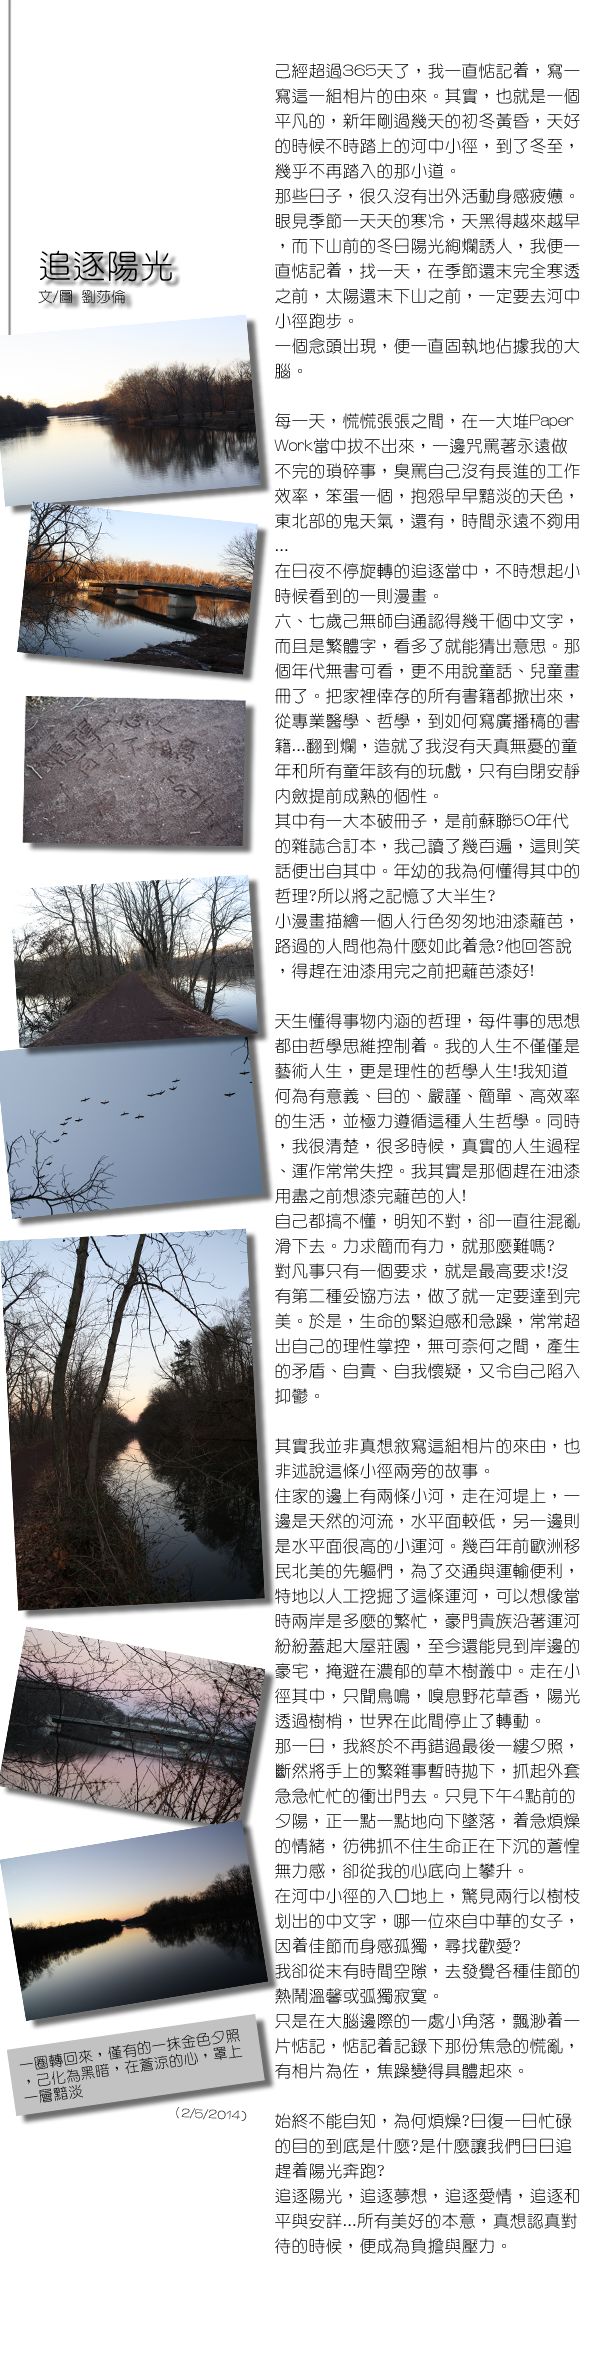 追逐陽光
文/圖 劉莎倫
己經超過365天了，我一直惦記着，寫一
寫這一組相片的由來。其實，也就是一個
平凡的，新年剛過幾天的初冬黃昏，天好
的時候不時踏上的河中小徑，到了冬至，
幾乎不再踏入的那小道。
那些日子，很久沒有出外活動身感疲憊。
眼見季節一天天的寒冷，天黑得越來越早
，而下山前的冬日陽光絢爛誘人，我便一
直惦記着，找一天，在季節還末完全寒透
之前，太陽還末下山之前，一定要去河中
小徑跑步。
一個念頭出現，便一直固執地佔據我的大
腦。
每一天，慌慌張張之間，在一大堆Paper
Work當中拔不出來，一邊咒罵著永遠做
不完的瑣碎事，臭罵自己沒有長進的工作
效率，笨蛋一個，抱怨早早黯淡的天色，
東北部的鬼天氣，還有，時間永遠不夠用
...
在日夜不停旋轉的追逐當中，不時想起小
時候看到的一則漫畫。
六、七歲己無師自通認得幾千個中文字，
而且是繁體字，看多了就能猜出意思。那
個年代無書可看，更不用說童話、兒童畫
冊了。把家裡倖存的所有書籍都掀出來，
從專業醫學、哲學，到如何寫廣播稿的書
籍...翻到爛，造就了我沒有天真無憂的童
年和所有童年該有的玩戲，只有自閉安靜
內斂提前成熟的個性。
其中有一大本破冊子，是前蘇聯50年代
的雜誌合訂本，我己讀了幾百遍，這則笑
話便出自其中。年幼的我為何懂得其中的
哲理?所以將之記憶了大半生?
小漫畫描繪一個人行色匆匆地油漆蘺芭，
路過的人問他為什麼如此着急?他回答說
，得趕在油漆用完之前把蘺芭漆好!
天生懂得事物內涵的哲理，每件事的思想
都由哲學思維控制着。我的人生不僅僅是
藝術人生，更是理性的哲學人生!我知道
何為有意義、目的、嚴謹、簡單、高效率
的生活，並極力遵循這種人生哲學。同時
，我很清楚，很多時候，真實的人生過程
、運作常常失控。我其實是那個趕在油漆
用盡之前想漆完蘺芭的人!
自己都搞不懂，明知不對，卻一直往混亂
滑下去。力求簡而有力，就那麼難嗎?
對凡事只有一個要求，就是最高要求!沒
有第二種妥協方法，做了就一定要達到完
美。於是，生命的緊迫感和急躁，常常超
出自己的理性掌控，無可奈何之間，產生
的矛盾、自責、自我懷疑，又令自己陷入
抑鬱。
其實我並非真想敘寫這組相片的來由，也
非述說這條小徑兩旁的故事。
住家的邊上有兩條小河，走在河堤上，一
邊是天然的河流，水平面較低，另一邊則
是水平面很高的小運河。幾百年前歐洲移
民北美的先軀們，為了交通與運輸便利，
特地以人工挖掘了這條運河，可以想像當
時兩岸是多麼的繁忙，豪門貴族沿著運河
紛紛蓋起大屋莊園，至今還能見到岸邊的
豪宅，掩避在濃郁的草木樹叢中。走在小
徑其中，只聞鳥鳴，嗅息野花草香，陽光
透過樹梢，世界在此間停止了轉動。
那一日，我終於不再錯過最後一縷夕照，
斷然將手上的繁雜事暫時拋下，抓起外套
急急忙忙的衝出門去。只見下午4點前的
夕陽，正一點一點地向下墜落，着急煩燥
的情緒，彷彿抓不住生命正在下沉的蒼惶
無力感，卻從我的心底向上攀升。
在河中小徑的入口地上，驚見兩行以樹枝
划出的中文字，哪一位來自中華的女子，
因着佳節而身感孤獨，尋找歡愛?
我卻從末有時間空隙，去發覺各種佳節的
熱鬧溫馨或弧獨寂寞。
只是在大腦邊際的一處小角落，飄渺着一
片惦記，惦記着記錄下那份焦急的慌亂，
有相片為佐，焦躁變得具體起來。
始終不能自知，為何煩燥?日復一日忙碌
的目的到底是什麼?是什麼讓我們日日追
趕着陽光奔跑?
追逐陽光，追逐夢想，追逐愛情，追逐和
平與安詳...所有美好的本意，真想認真對
待的時候，便成為負擔與壓力。
一圈轉回來，僅有的一抹金色夕照
，己化為黑暗，在蒼涼的心，罩上
一層黯淡
(2/5/2014)